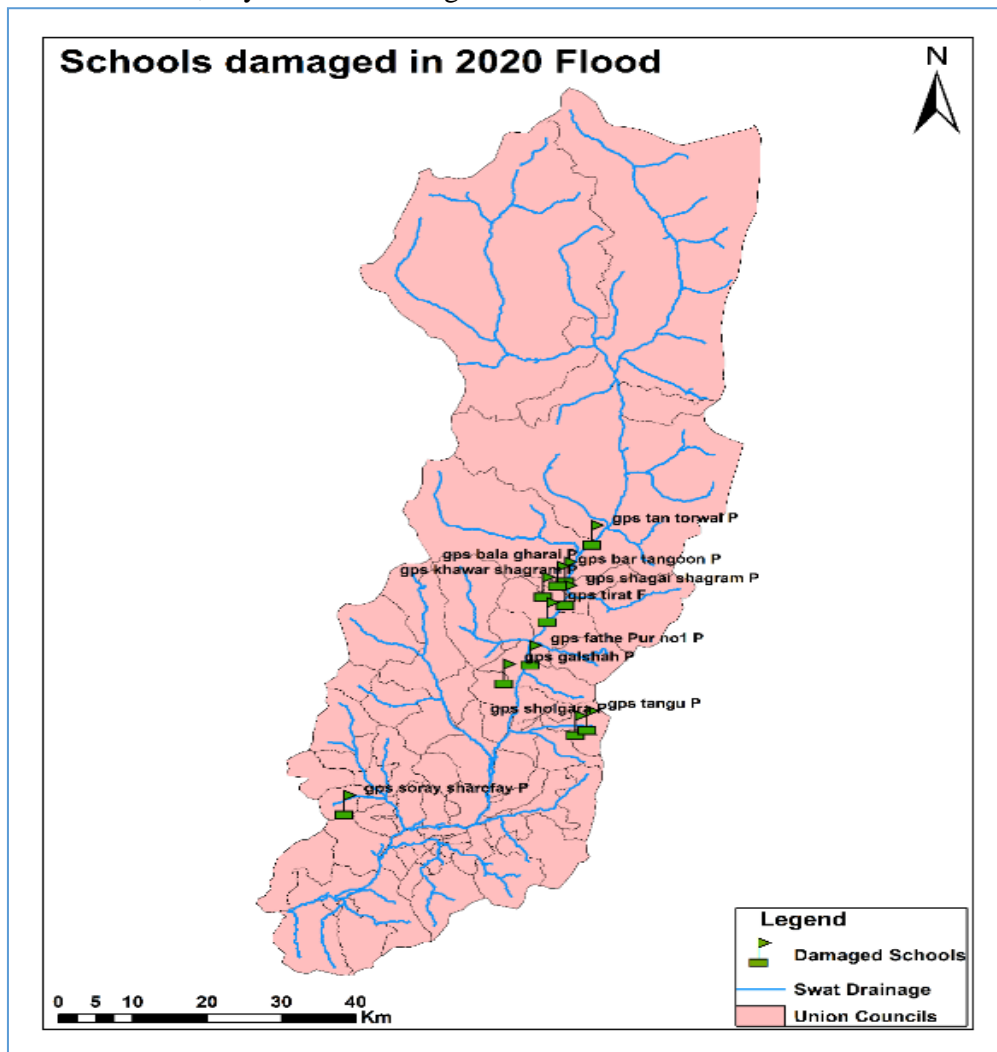 Schools damaged in 2020 Flood
N
gps tan torwal P
gps bala gharai P
gps bar tangoon P
gps khawar shagram P
gps shagai shagram P
gps tirat F
gps fathe Pur no1 P
gps galshah P
gps sholgara P
gps tangu P
gps soray sharefay P
Legend
Damaged Schools
Swat Drainage
Union Councils
0 5 10 20 30 40
Km